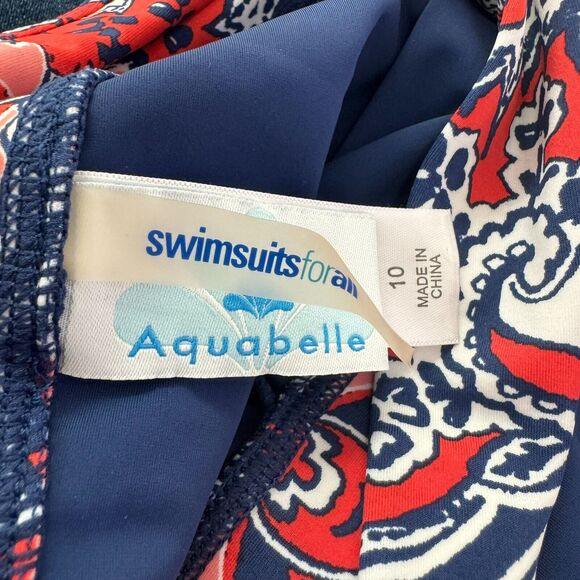 swimsuitsforall
Aquabelle
10
MADE IN
CHINA